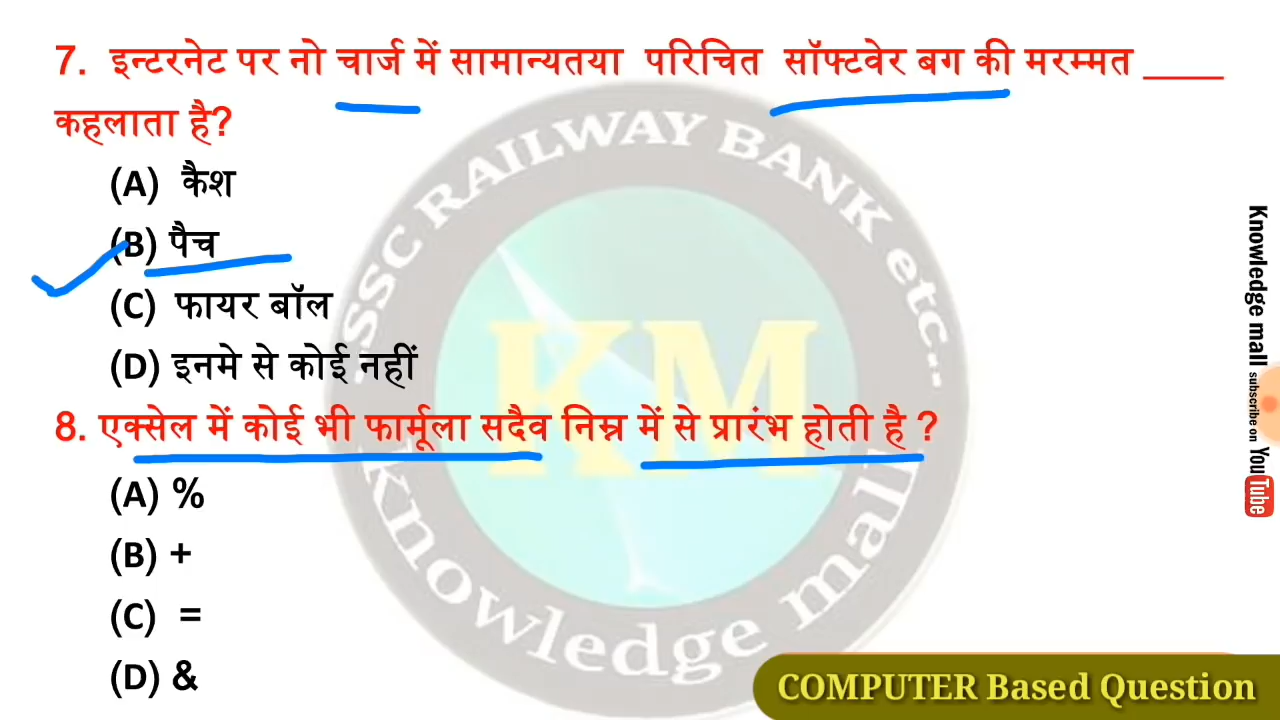 7. इन्टरनेट पर नो चार्ज में सामान्यतया परिचित सॉफ्टवेर बग की मरम्मत ____
कहलाता है?
(A) कैश
(B) पैच
(C) फायर बॉल
(D) इनमे से कोई नहीं
8. एक्सेल में कोई भी फार्मूला सदैव निम्न में से प्रारंभ होती है ?
(A) %
(B) +
(C) =
(D) &
SSC RAILWAY BANK etc..
KM
Knowledge mall
Knowledge mall subscribe on YouTube
COMPUTER Based Question